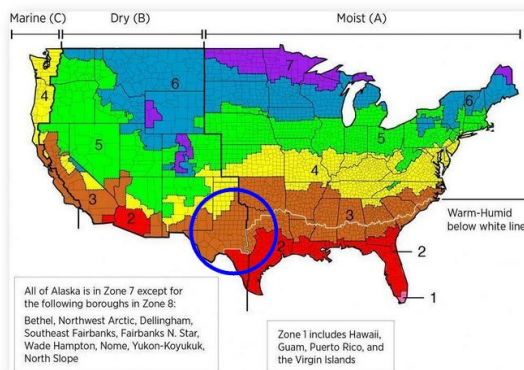 Marine (C)
Dry (B)
Moist (A)
7
6
6
4
5
5
4
3
3
2
2
Warm-Humid
below white line
2
1
All of Alaska is in Zone 7 except for
the following boroughs in Zone 8:
Bethel, Northwest Arctic, Dellingham,
Southeast Fairbanks, Fairbanks N. Star,
Wade Hampton, Nome, Yukon-Koyukuk,
North Slope
Zone 1 includes Hawaii,
Guam, Puerto Rico, and
the Virgin Islands